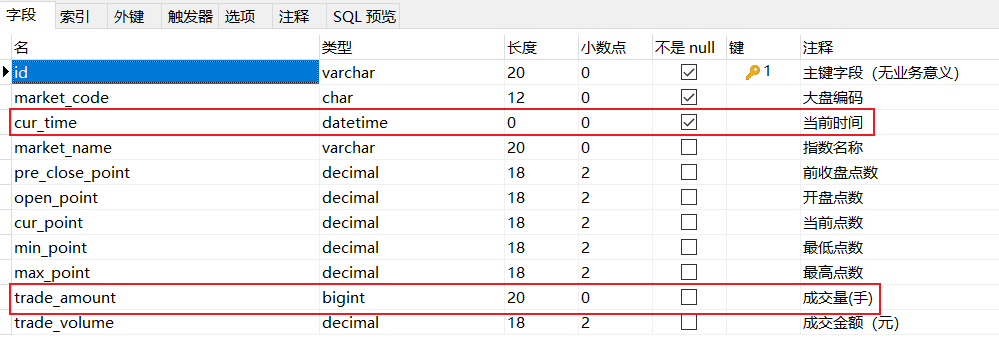 字段 索引 外键 触发器 选项 注释 SQL 预览
名 类型 长度 小数点 不是 null 键 注释
id varchar 20 0 1 主键字段（无业务意义）
market_code char 12 0 大盘编码
cur_time datetime 0 0 当前时间
market_name varchar 20 0 指数名称
pre_close_point decimal 18 2 前收盘点数
open_point decimal 18 2 开盘点数
cur_point decimal 18 2 当前点数
min_point decimal 18 2 最低点数
max_point decimal 18 2 最高点数
trade_amount bigint 20 0 成交量(手)
trade_volume decimal 18 2 成交金额（元）